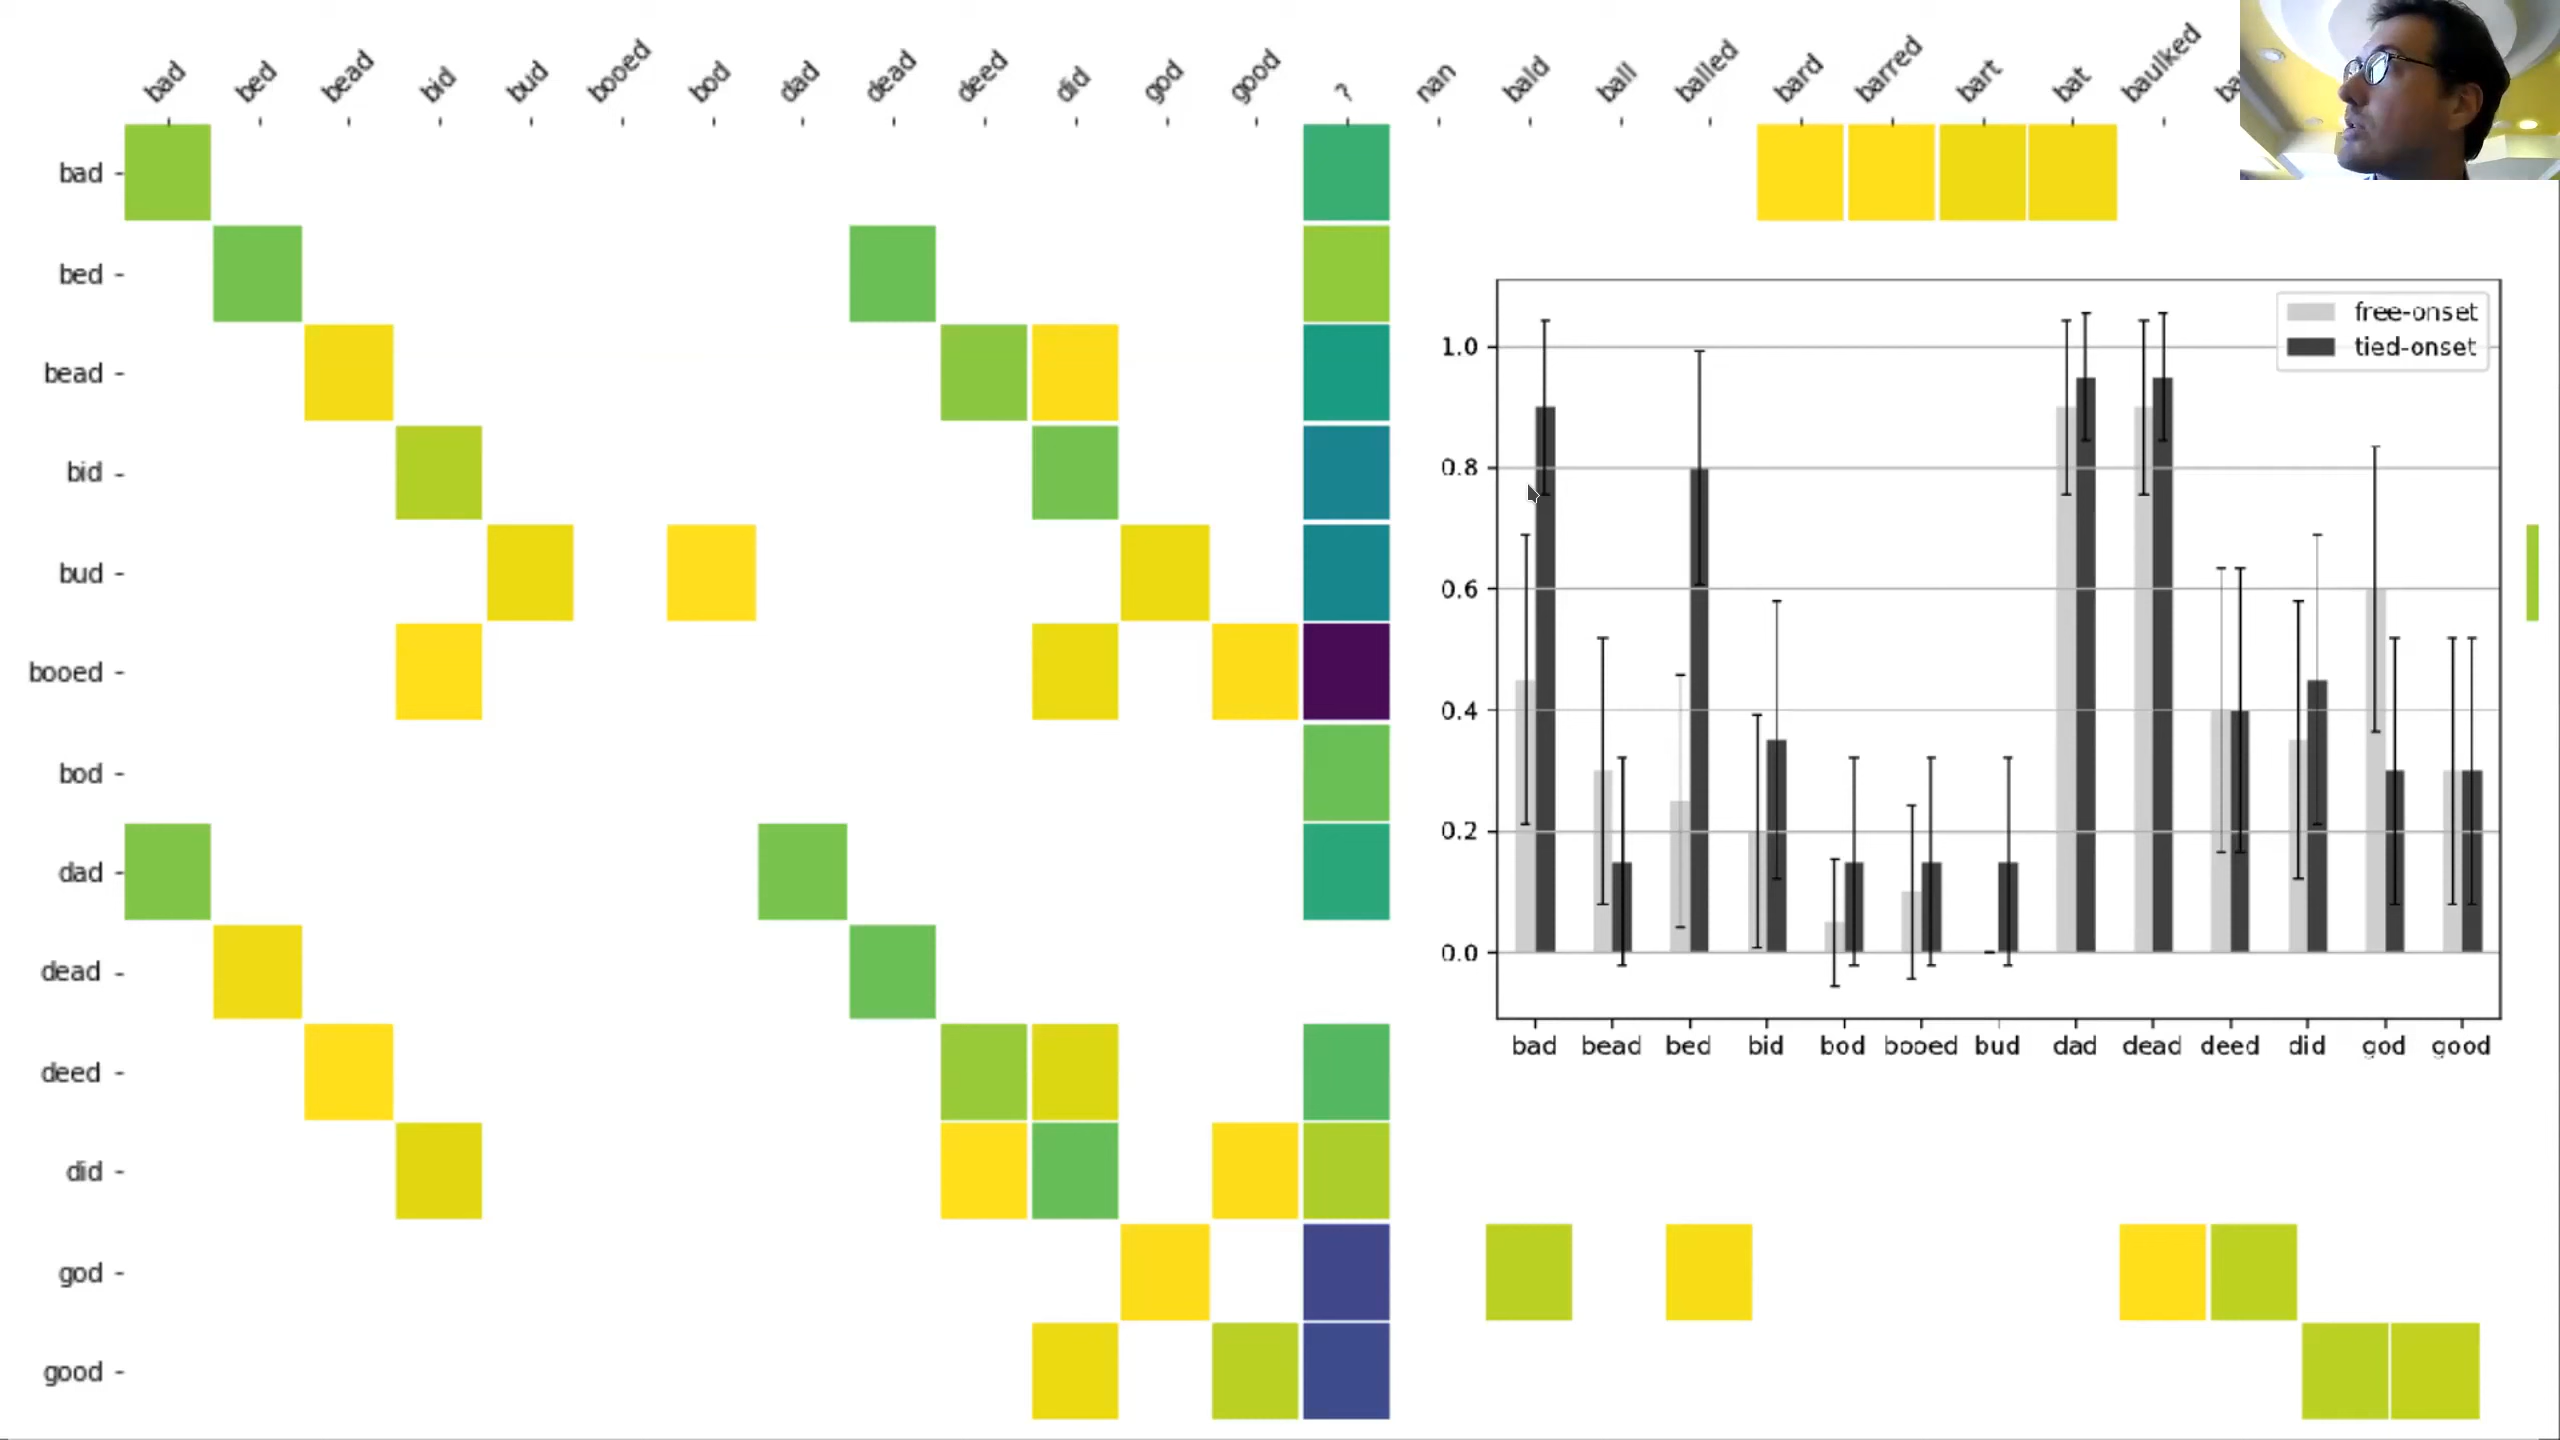 bad bed bead bid bud booed bod dad dead deed did god good ? nan bald ball balled bard barred bart bat baulked
bad
bed
bead
bid
bud
booed
bod
dad
dead
deed
did
god
good
free-onset
tied-onset
1.0
0.8
0.6
0.4
0.2
0.0
bad bead bed bid bod booed bud dad dead deed did god good